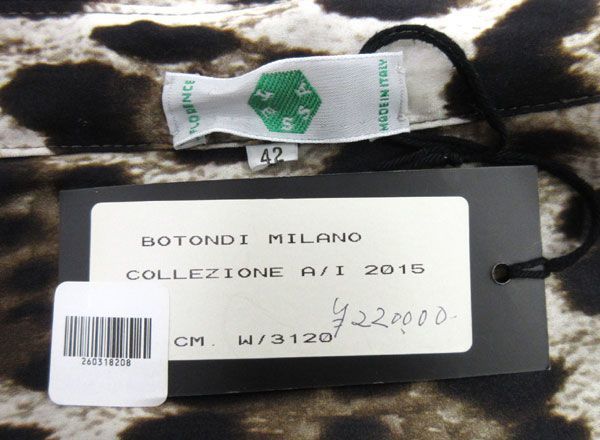 FLORENCE
MADE IN ITALY
42
BOTONDI MILANO
COLLEZIONE A/I 2015
¥220,000-
CM. W/3120
260318208